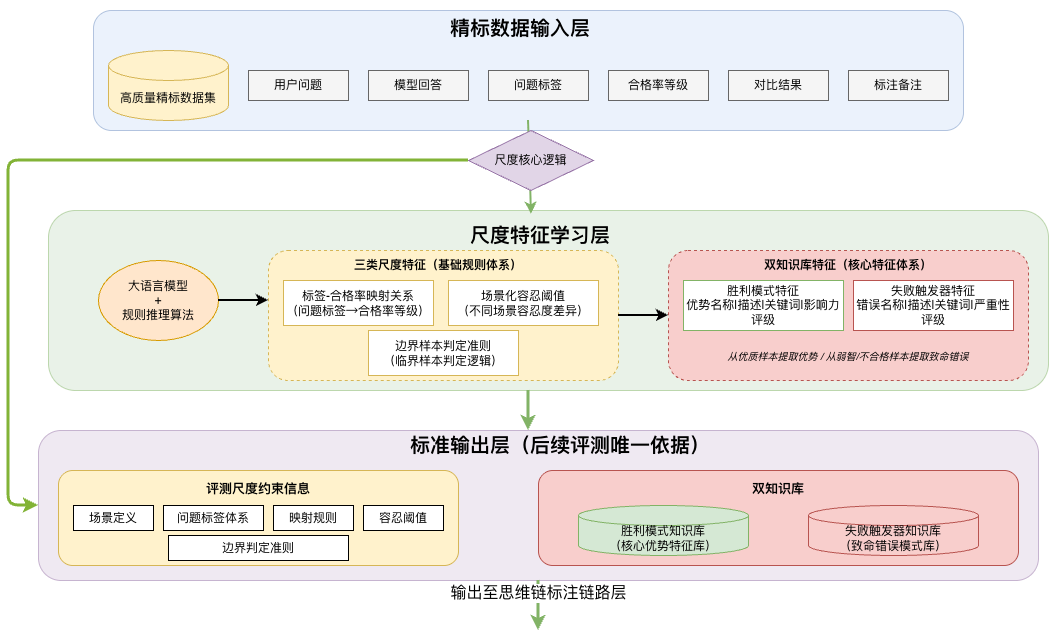 精标数据输入层
高质量精标数据集
用户问题
模型回答
问题标签
合格率等级
对比结果
标注备注
尺度核心逻辑
尺度特征学习层
大语言模型
+
规则推理算法
三类尺度特征（基础规则体系）
标签-合格率映射关系
(问题标签→合格率等级)
场景化容忍阈值
(不同场景容忍度差异)
边界样本判定准则
(临界样本判定逻辑)
双知识库特征（核心特征体系）
胜利模式特征
优势名称|描述|关键词|影响力
评级
失败触发器特征
错误名称|描述|关键词|严重性
评级
从优质样本提取优势 / 从弱智/不合格样本提取致命错误
标准输出层（后续评测唯一依据）
评测尺度约束信息
场景定义
问题标签体系
映射规则
容忍阈值
边界判定准则
双知识库
胜利模式知识库
(核心优势特征库)
失败触发器知识库
(致命错误模式库)
输出至思维链标注链路层